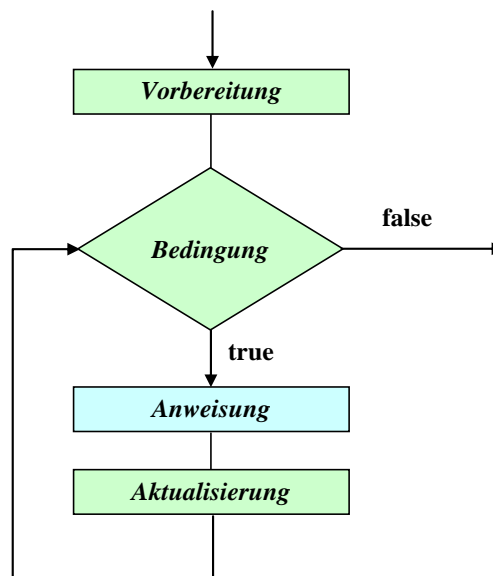 Vorbereitung
false
Bedingung
true
Anweisung
Aktualisierung